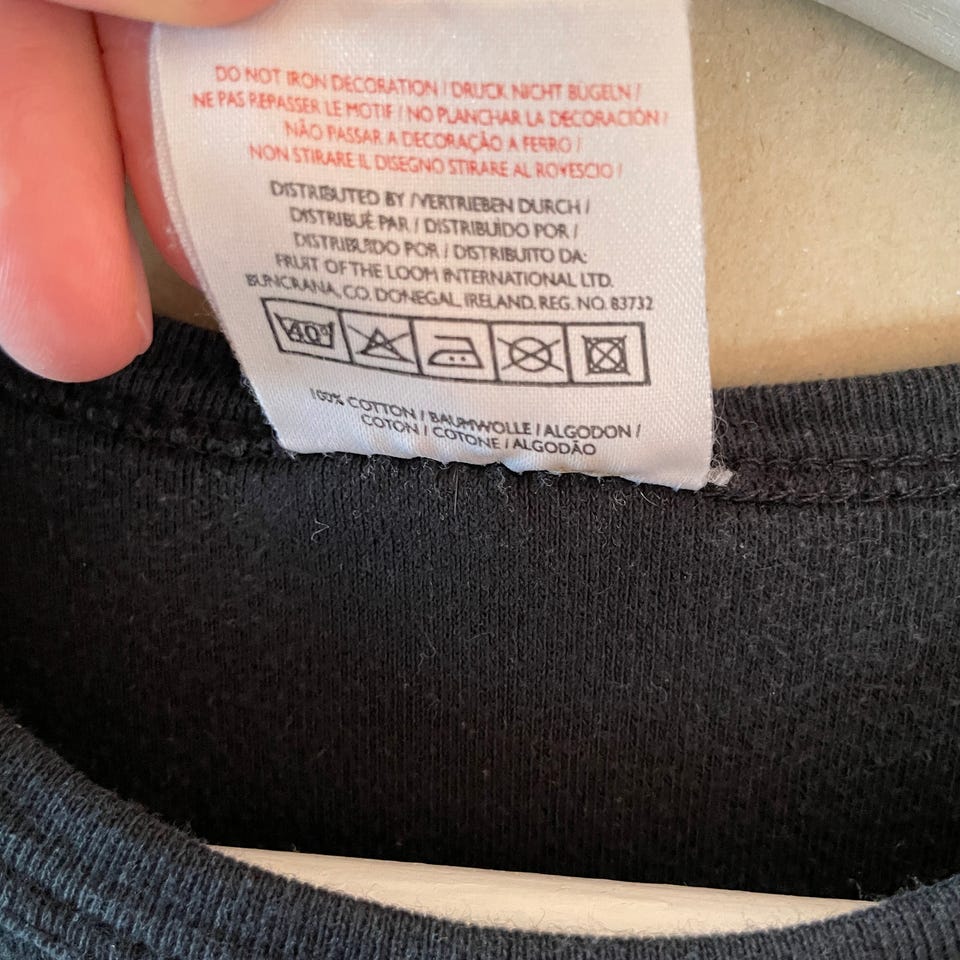 DO NOT IRON DECORATION / DRUCK NICHT BÜGELN /
NE PAS REPASSER LE MOTIF / NO PLANCHAR LA DECORACIÓN /
NÃO PASSAR A DECORAÇÃO A FERRO /
NON STIRARE IL DISEGNO STIRARE AL ROVESCIO /
DISTRIBUTED BY /VERTRIEBEN DURCH /
DISTRIBUÉ PAR / DISTRIBUÍDO POR /
DISTRIBUIDO POR / DISTRIBUITO DA:
FRUIT OF THE LOOM INTERNATIONAL LTD.
BUNCRANA, CO. DONEGAL, IRELAND. REG. NO. 83732
40°
100% COTTON / BAUMWOLLE / ALGODON /
COTON / COTONE / ALGODÃO